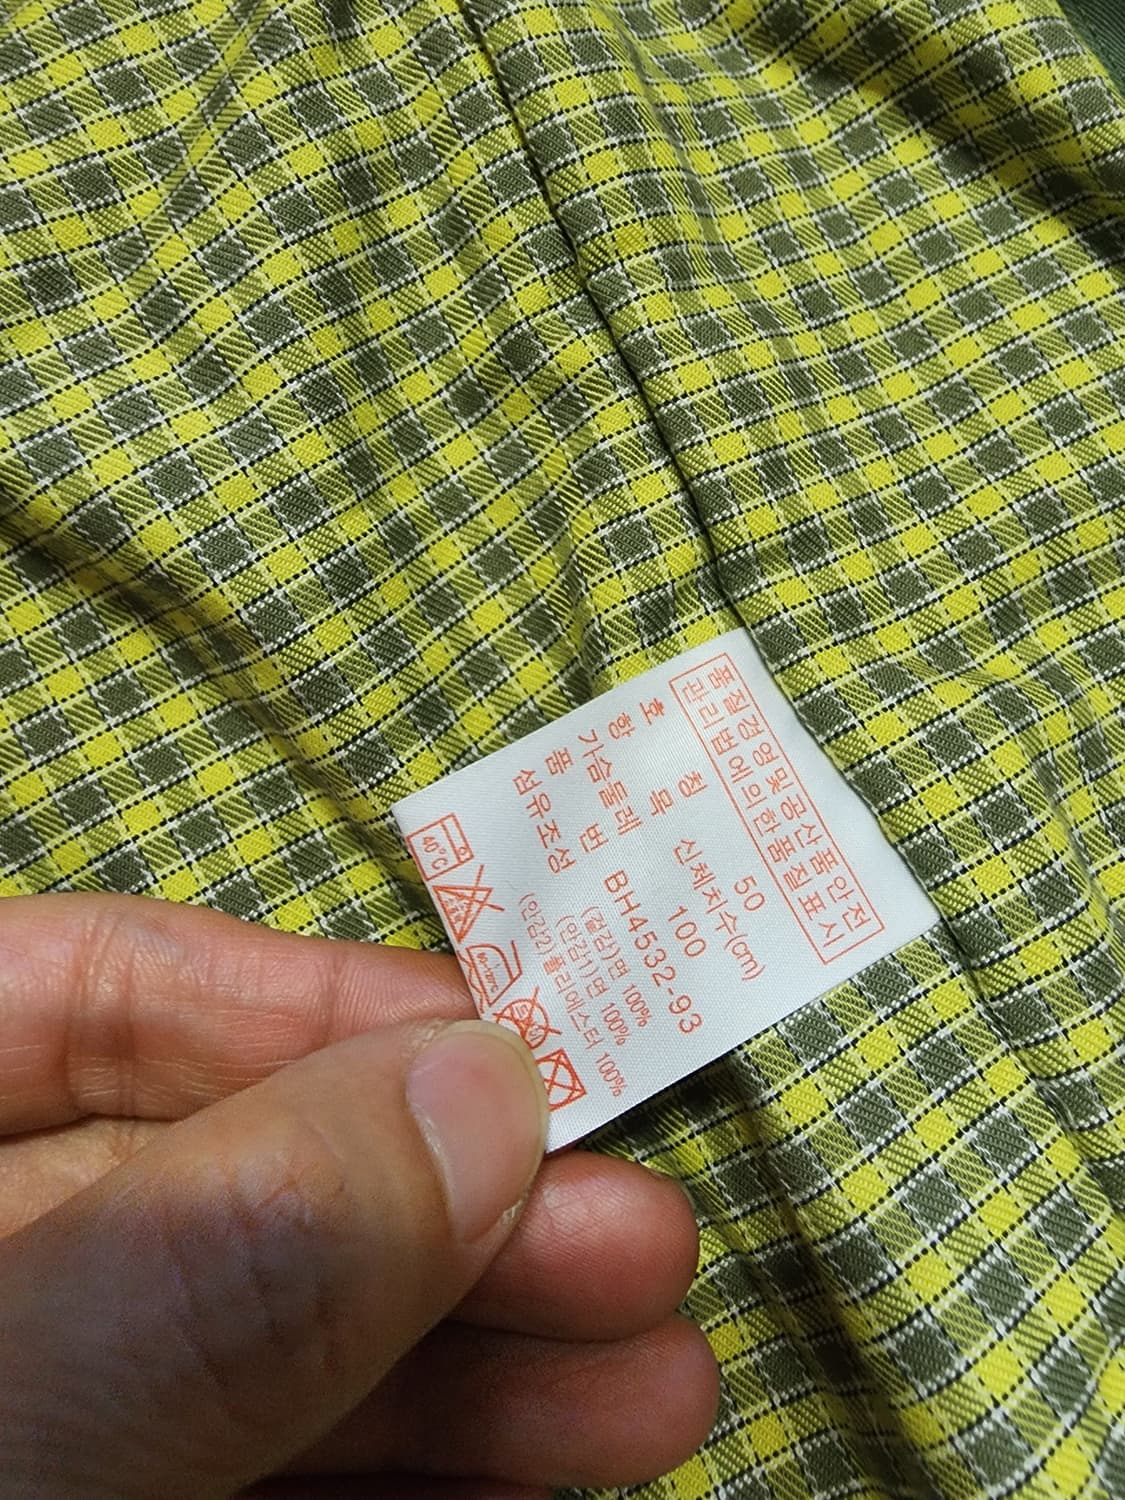 품질경영및공산품안전
관리법에의한품질표시
호 칭 50
항 목 신체치수(cm)
가슴둘레 100
품 번 BH4532-93
섬유조성 (겉감)면 100%
(안감1)면 100%
(안감2)폴리에스터 100%
40°C